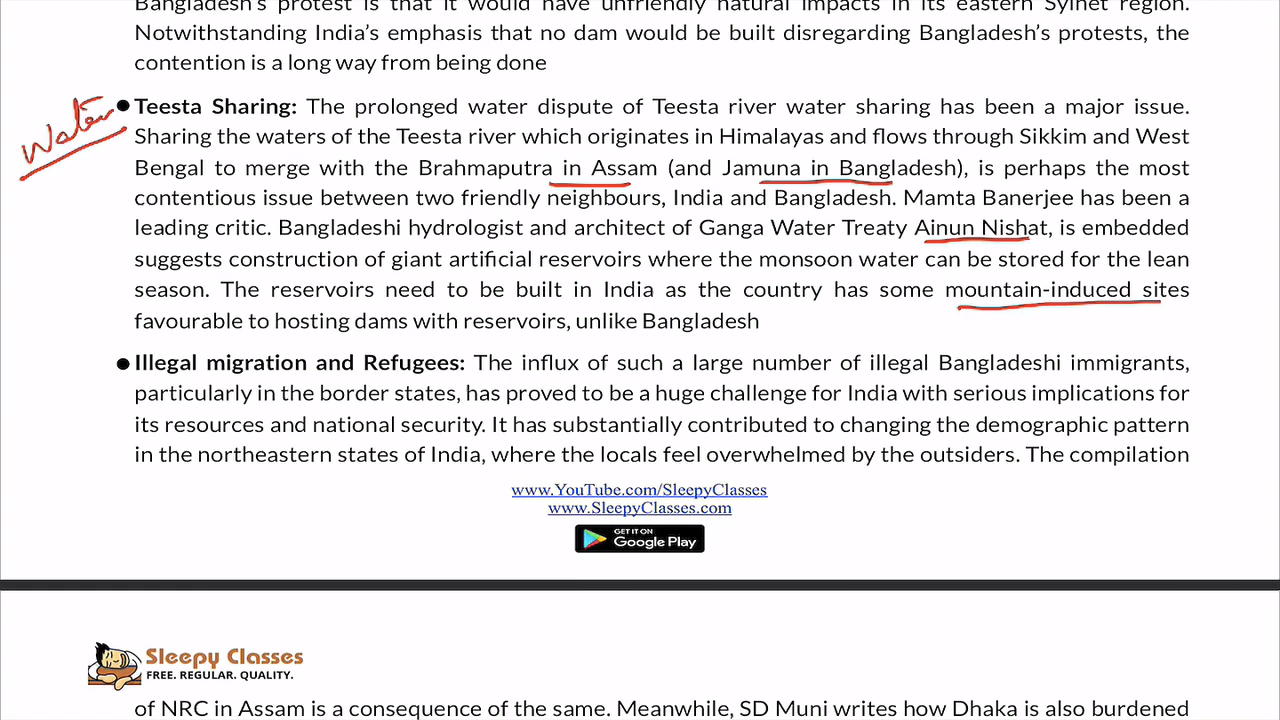 Bangladesh's protest is that it would have unfriendly natural impacts in its eastern Sylhet region.
Notwithstanding India's emphasis that no dam would be built disregarding Bangladesh's protests, the
contention is a long way from being done
Water
● Teesta Sharing: The prolonged water dispute of Teesta river water sharing has been a major issue.
Sharing the waters of the Teesta river which originates in Himalayas and flows through Sikkim and West
Bengal to merge with the Brahmaputra in Assam (and Jamuna in Bangladesh), is perhaps the most
contentious issue between two friendly neighbours, India and Bangladesh. Mamta Banerjee has been a
leading critic. Bangladeshi hydrologist and architect of Ganga Water Treaty Ainun Nishat, is embedded
suggests construction of giant artificial reservoirs where the monsoon water can be stored for the lean
season. The reservoirs need to be built in India as the country has some mountain-induced sites
favourable to hosting dams with reservoirs, unlike Bangladesh
● Illegal migration and Refugees: The influx of such a large number of illegal Bangladeshi immigrants,
particularly in the border states, has proved to be a huge challenge for India with serious implications for
its resources and national security. It has substantially contributed to changing the demographic pattern
in the northeastern states of India, where the locals feel overwhelmed by the outsiders. The compilation
www.YouTube.com/SleepyClasses
www.SleepyClasses.com
GET IT ON
Google Play
Sleepy Classes
FREE. REGULAR. QUALITY.
of NRC in Assam is a consequence of the same. Meanwhile, SD Muni writes how Dhaka is also burdened